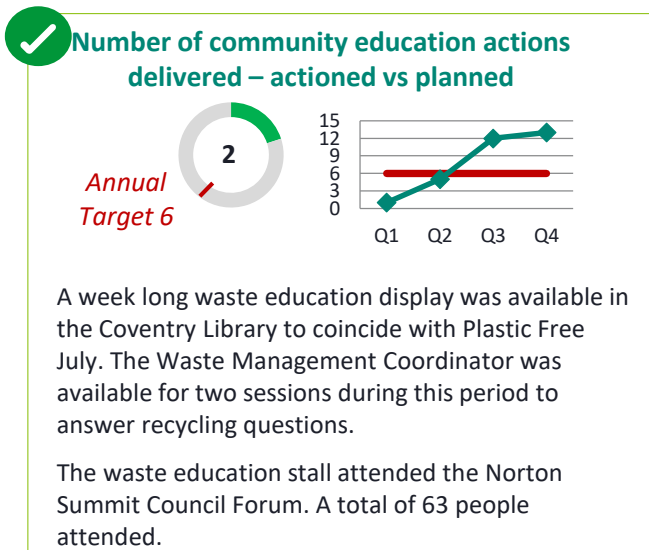 Number of community education actions
delivered – actioned vs planned
2
Annual
Target 6
15
12
9
6
3
0
Q1 Q2 Q3 Q4
A week long waste education display was available in
the Coventry Library to coincide with Plastic Free
July. The Waste Management Coordinator was
available for two sessions during this period to
answer recycling questions.
The waste education stall attended the Norton
Summit Council Forum. A total of 63 people
attended.